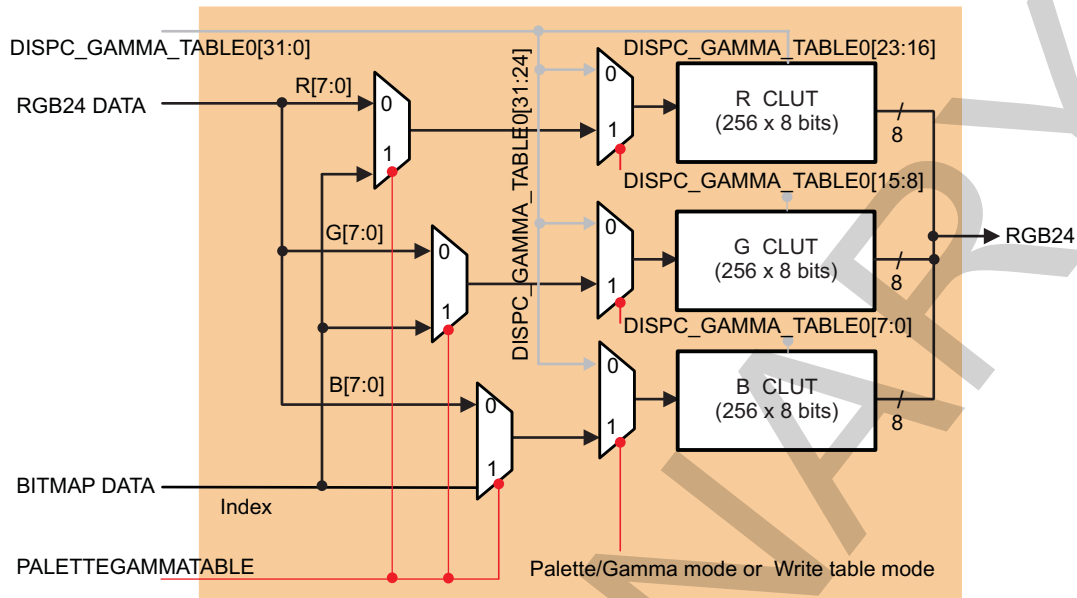 DISPC_GAMMA_TABLE0[31:0]
DISPC_GAMMA_TABLE0[23:16]
RGB24 DATA
R[7:0]
0
1
DISPC_GAMMA_TABLE0[31:24]
0
1
R CLUT
(256 x 8 bits)
8
DISPC_GAMMA_TABLE0[15:8]
G[7:0]
0
1
0
1
G CLUT
(256 x 8 bits)
8
RGB24
DISPC_GAMMA_TABLE0[7:0]
B[7:0]
0
1
0
1
B CLUT
(256 x 8 bits)
8
BITMAP DATA
Index
PALETTEGAMMATABLE
Palette/Gamma mode or Write table mode